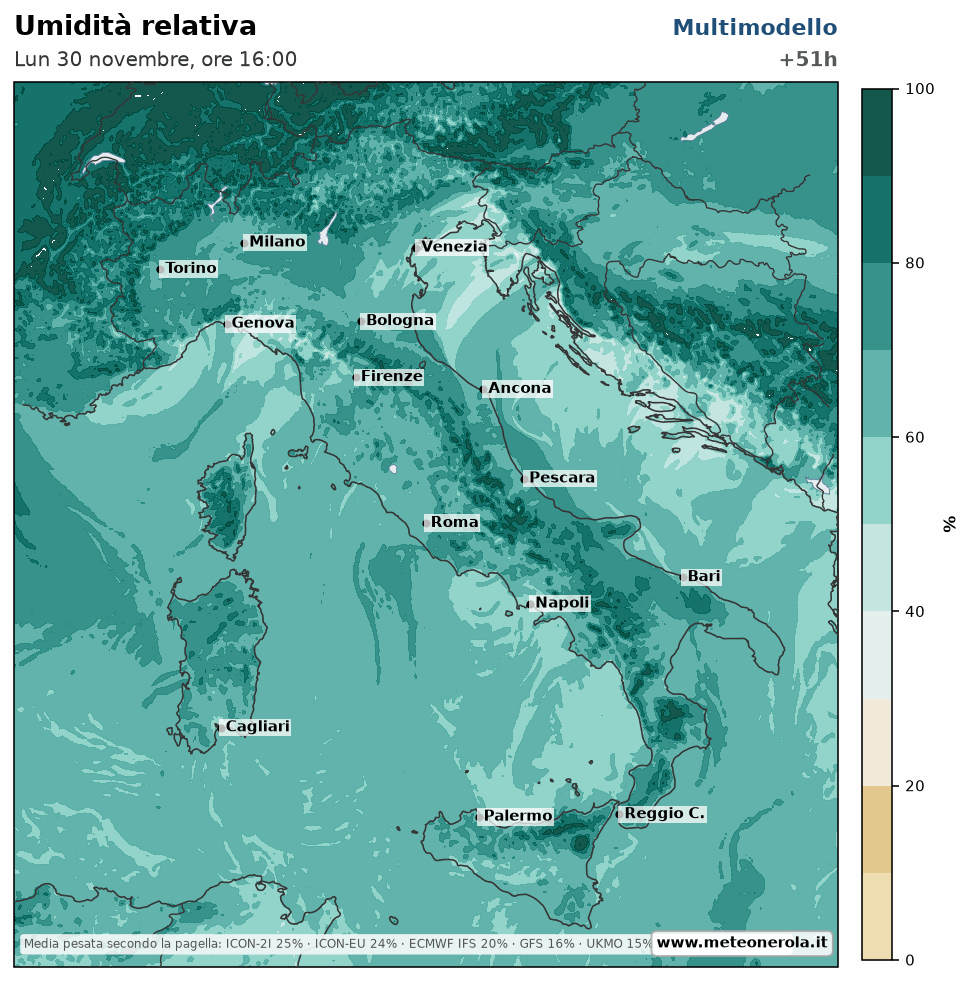 Umidità relativa
Multimodello
Lun 30 novembre, ore 16:00
+51h
100
80
60
40
20
0
%
Milano
Venezia
Torino
Genova
Bologna
Firenze
Ancona
Pescara
Roma
Bari
Napoli
Cagliari
Palermo
Reggio C.
Media pesata secondo la pagella: ICON-2I 25% · ICON-EU 24% · ECMWF IFS 20% · GFS 16% · UKMO 15%
www.meteonerola.it